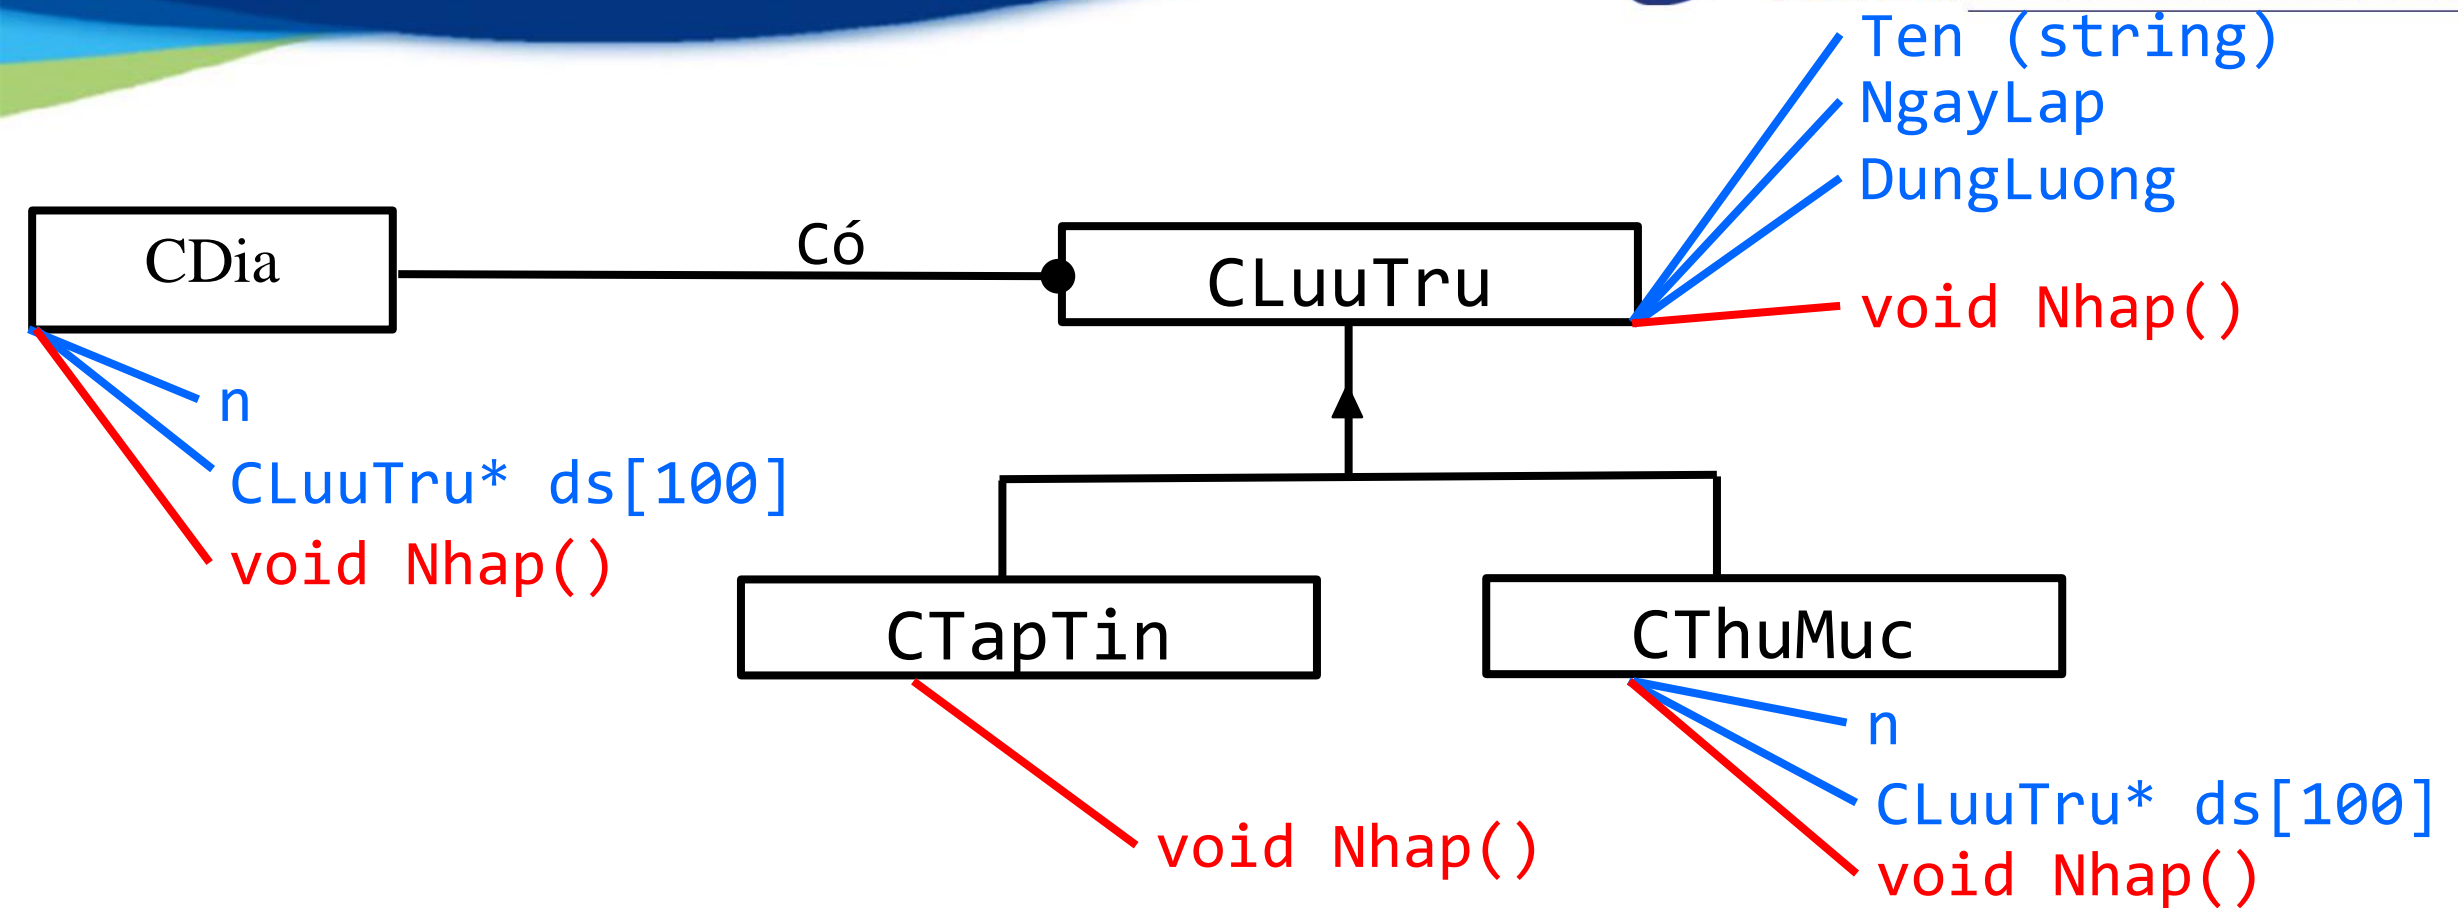 Ten (string)
NgayLap
DungLuong
void Nhap()
CDia
Có
CLuuTru
n
CLuuTru* ds[100]
void Nhap()
CTapTin
CThuMuc
void Nhap()
n
CLuuTru* ds[100]
void Nhap()